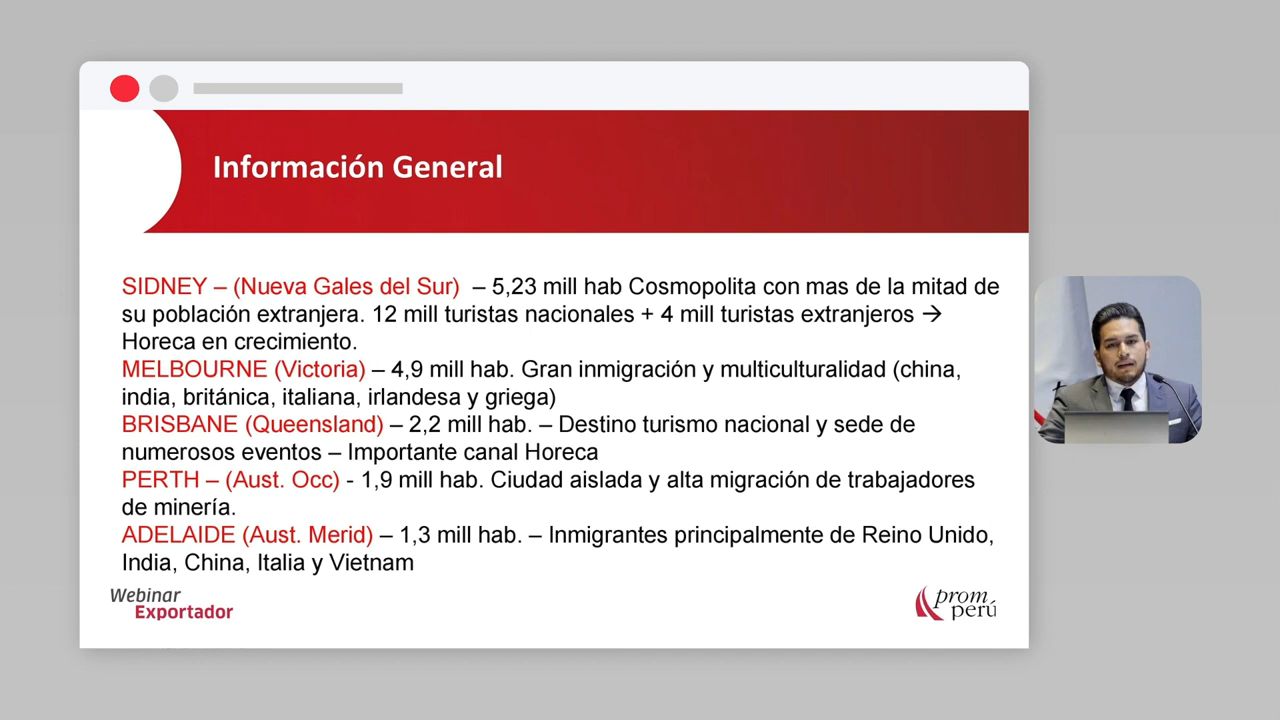 Información General
SIDNEY – (Nueva Gales del Sur) – 5,23 mill hab Cosmopolita con mas de la mitad de
su población extranjera. 12 mill turistas nacionales + 4 mill turistas extranjeros →
Horeca en crecimiento.
MELBOURNE (Victoria) – 4,9 mill hab. Gran inmigración y multiculturalidad (china,
india, británica, italiana, irlandesa y griega)
BRISBANE (Queensland) – 2,2 mill hab. – Destino turismo nacional y sede de
numerosos eventos – Importante canal Horeca
PERTH – (Aust. Occ) - 1,9 mill hab. Ciudad aislada y alta migración de trabajadores
de minería.
ADELAIDE (Aust. Merid) – 1,3 mill hab. – Inmigrantes principalmente de Reino Unido,
India, China, Italia y Vietnam
Webinar
Exportador
prom
perú